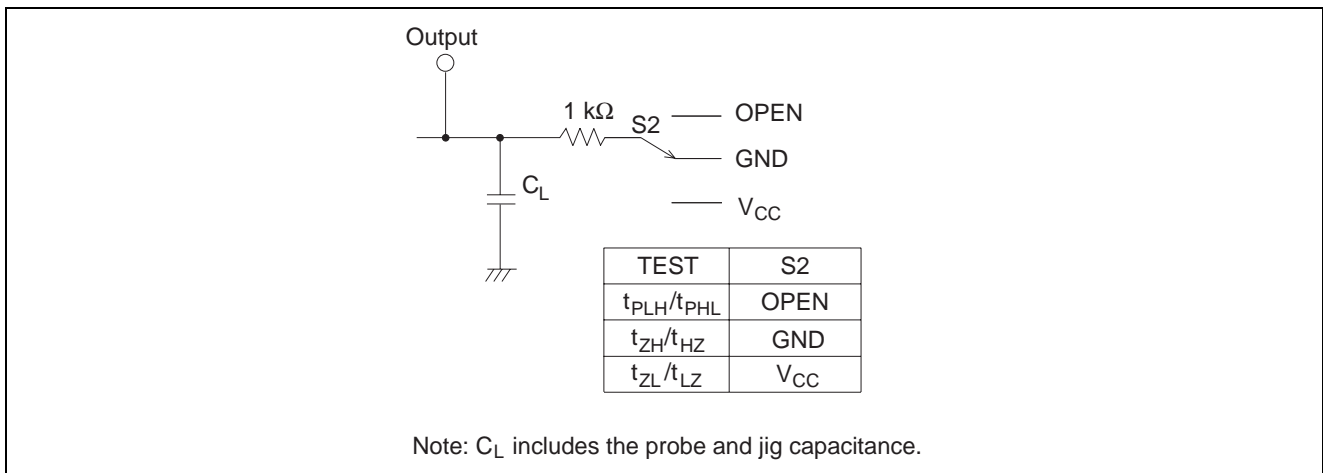 Output
1 kΩ
S2
OPEN
GND
V_CC
C_L
TEST S2
t_PLH/t_PHL OPEN
t_ZH/t_HZ GND
t_ZL/t_LZ V_CC
Note: C_L includes the probe and jig capacitance.